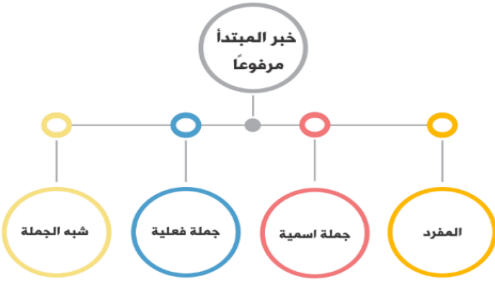 خبر المبتدأ
مرفوعًا
المفرد
جملة اسمية
جملة فعلية
شبه الجملة